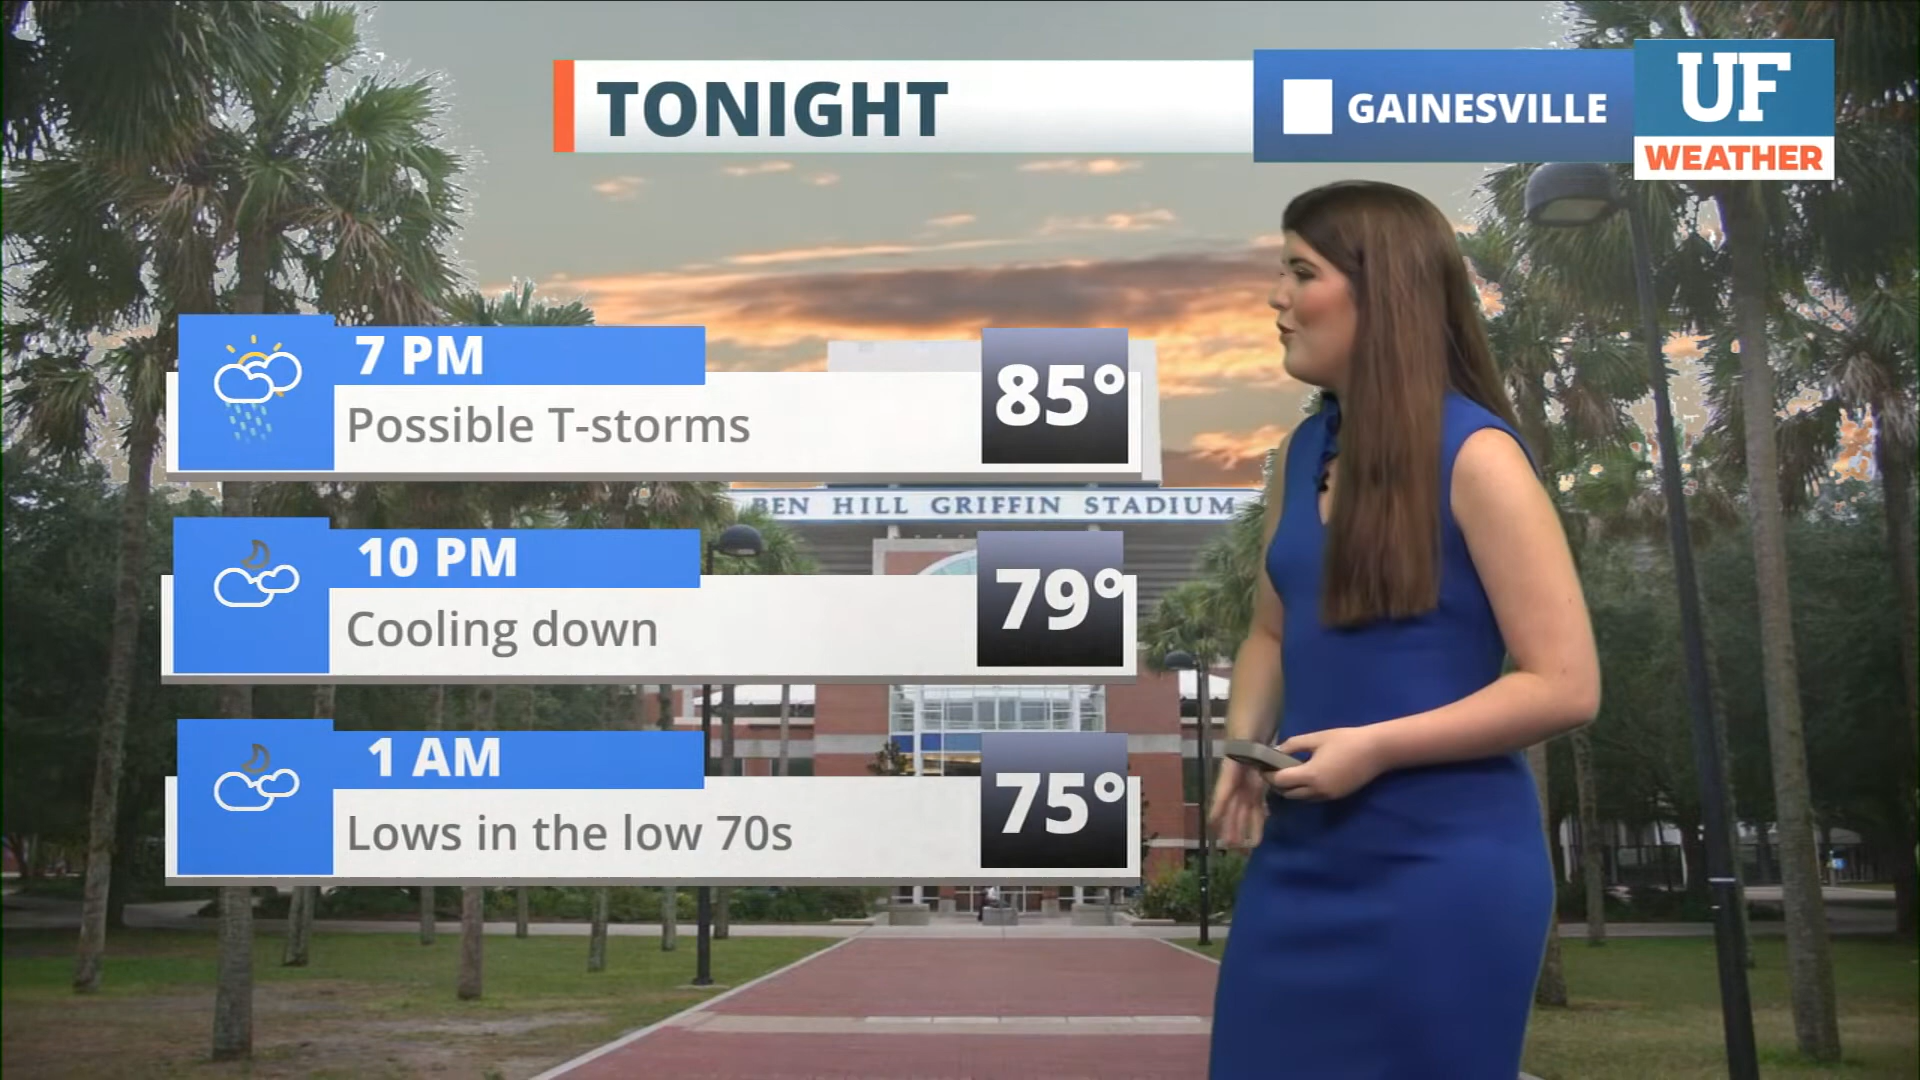 TONIGHT
GAINESVILLE
UF
WEATHER
7 PM
Possible T-storms
85°
BEN HILL GRIFFIN STADIUM
10 PM
Cooling down
79°
1 AM
Lows in the low 70s
75°